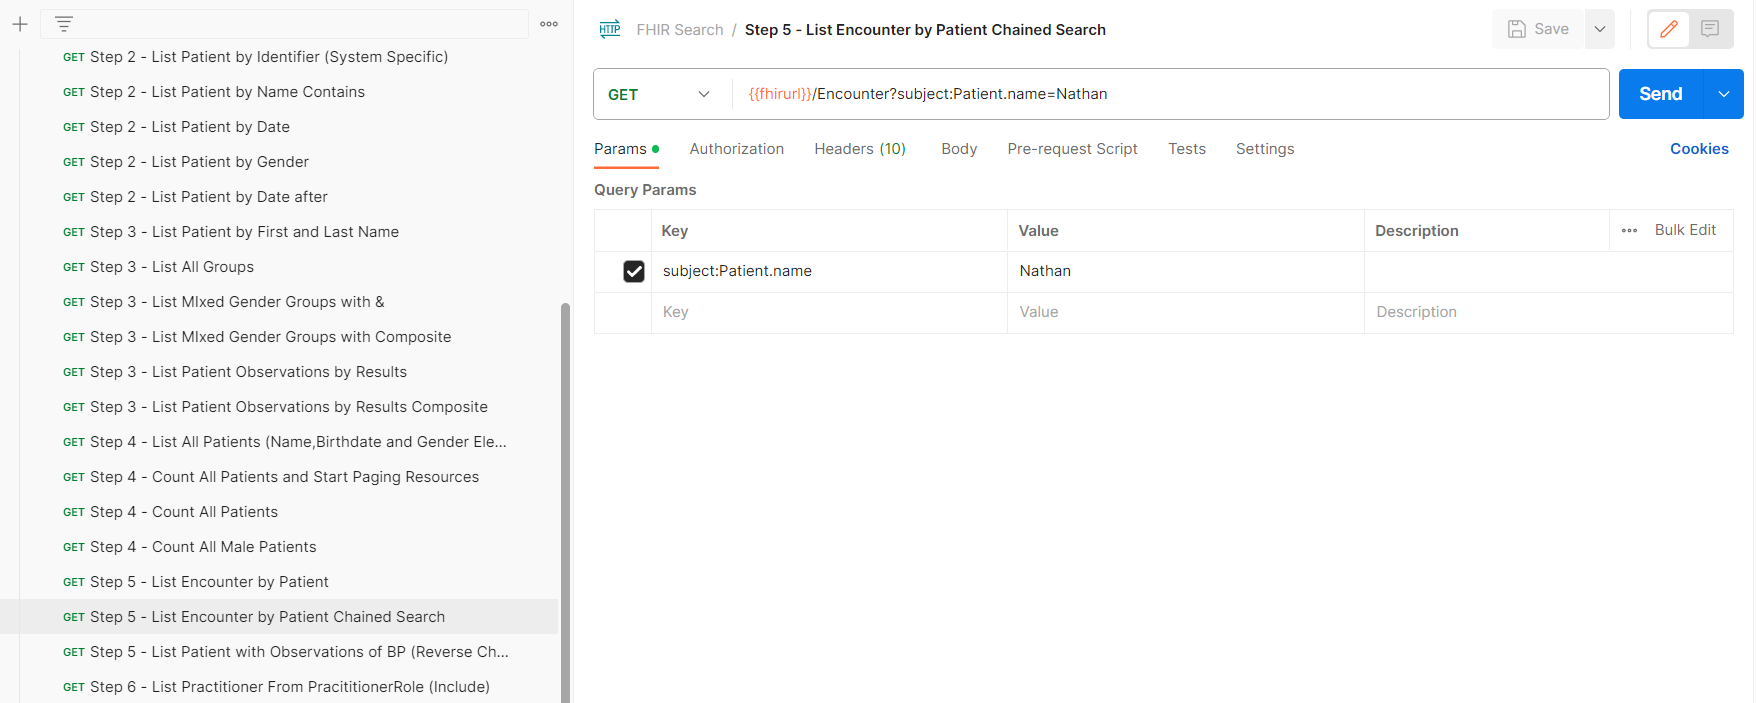 GET Step 2 - List Patient by Identifier (System Specific)
GET Step 2 - List Patient by Name Contains
GET Step 2 - List Patient by Date
GET Step 2 - List Patient by Gender
GET Step 2 - List Patient by Date after
GET Step 3 - List Patient by First and Last Name
GET Step 3 - List All Groups
GET Step 3 - List MIxed Gender Groups with &
GET Step 3 - List MIxed Gender Groups with Composite
GET Step 3 - List Patient Observations by Results
GET Step 3 - List Patient Observations by Results Composite
GET Step 4 - List All Patients (Name,Birthdate and Gender Ele...
GET Step 4 - Count All Patients and Start Paging Resources
GET Step 4 - Count All Patients
GET Step 4 - Count All Male Patients
GET Step 5 - List Encounter by Patient
GET Step 5 - List Encounter by Patient Chained Search
GET Step 5 - List Patient with Observations of BP (Reverse Ch...
GET Step 6 - List Practitioner From PracititionerRole (Include)
HTTP FHIR Search / Step 5 - List Encounter by Patient Chained Search Save
GET {{fhirurl}}/Encounter?subject:Patient.name=Nathan Send
Params Authorization Headers (10) Body Pre-request Script Tests Settings Cookies
Query Params
Key Value Description Bulk Edit
subject:Patient.name Nathan
Key Value Description